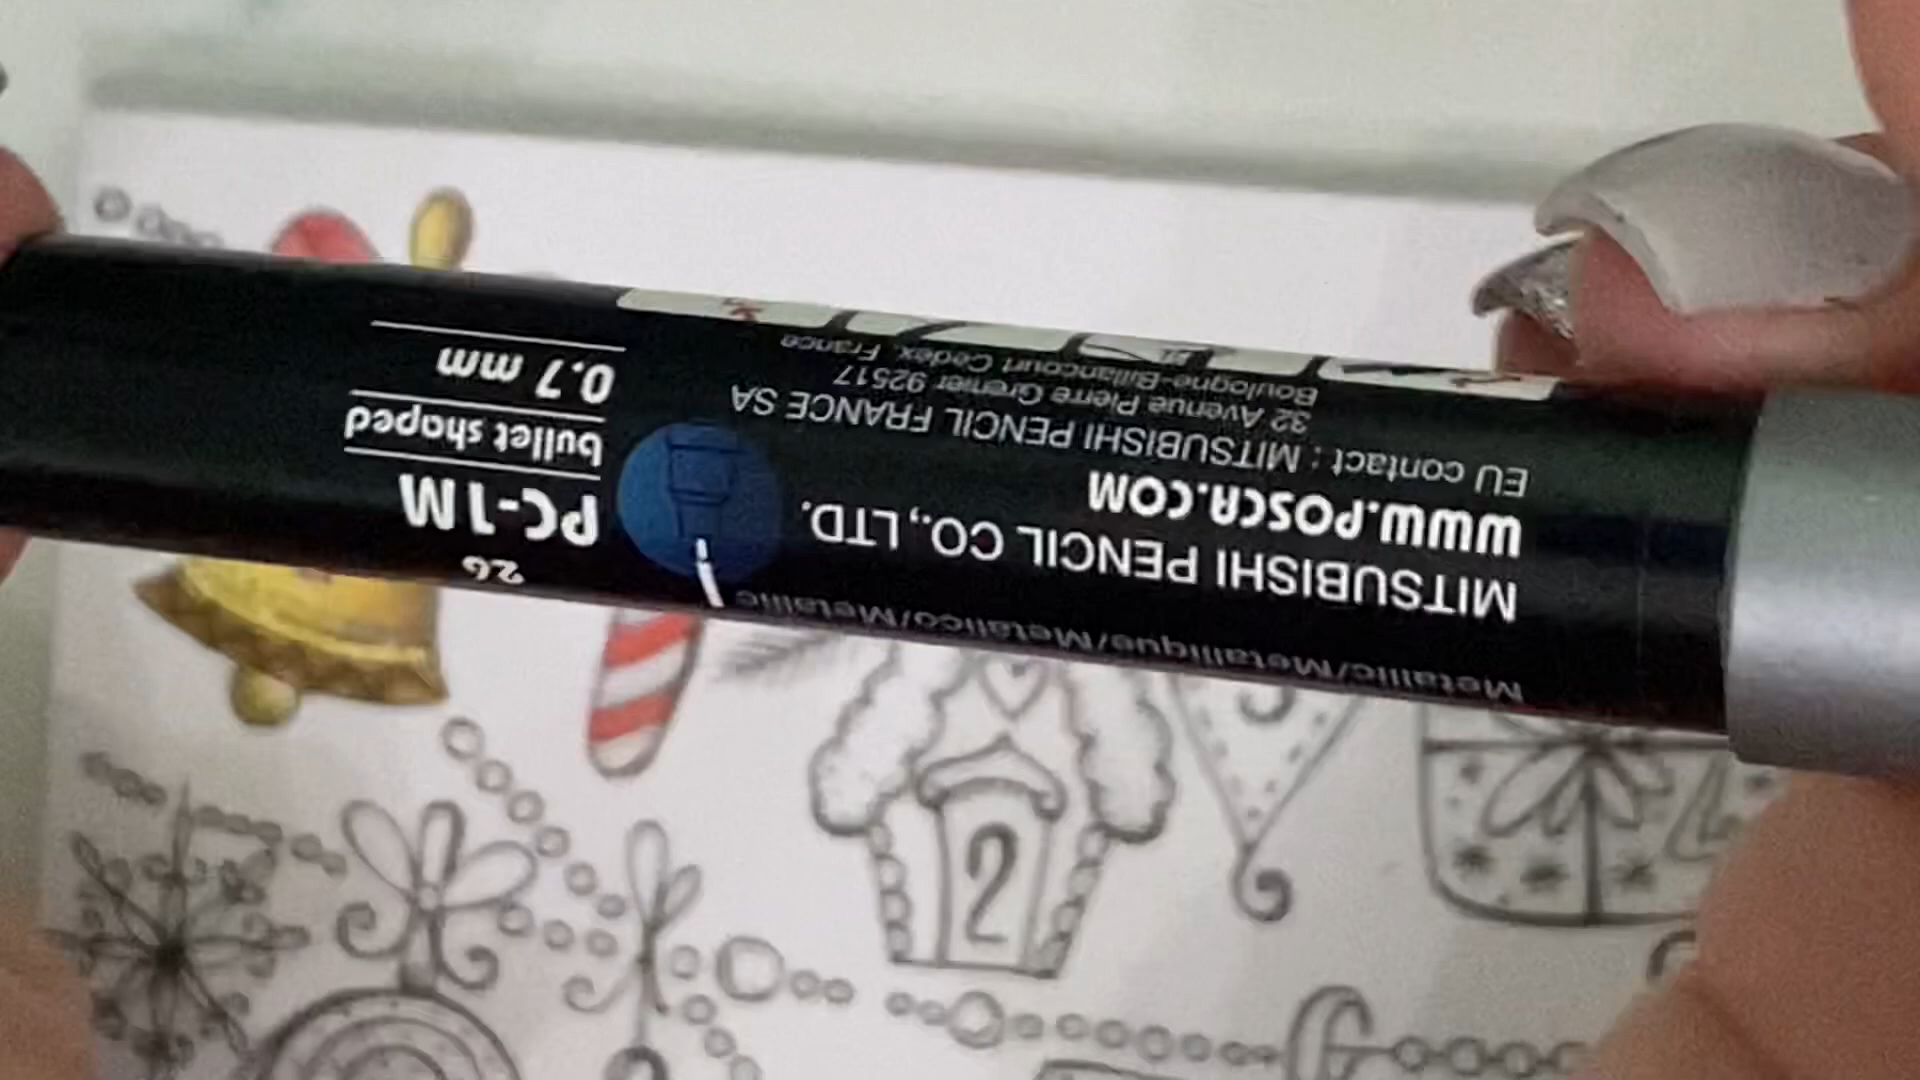 Metallic/Metallique/Metalico/Metallic
MITSUBISHI PENCIL CO., LTD.
WWW.POSCA.COM
EU contact : MITSUBISHI PENCIL FRANCE SA
32 Avenue Pierre Grenier 92517
Boulogne-Billancourt Cedex, France
26
PC-1M
bullet shaped
0.7 mm
2